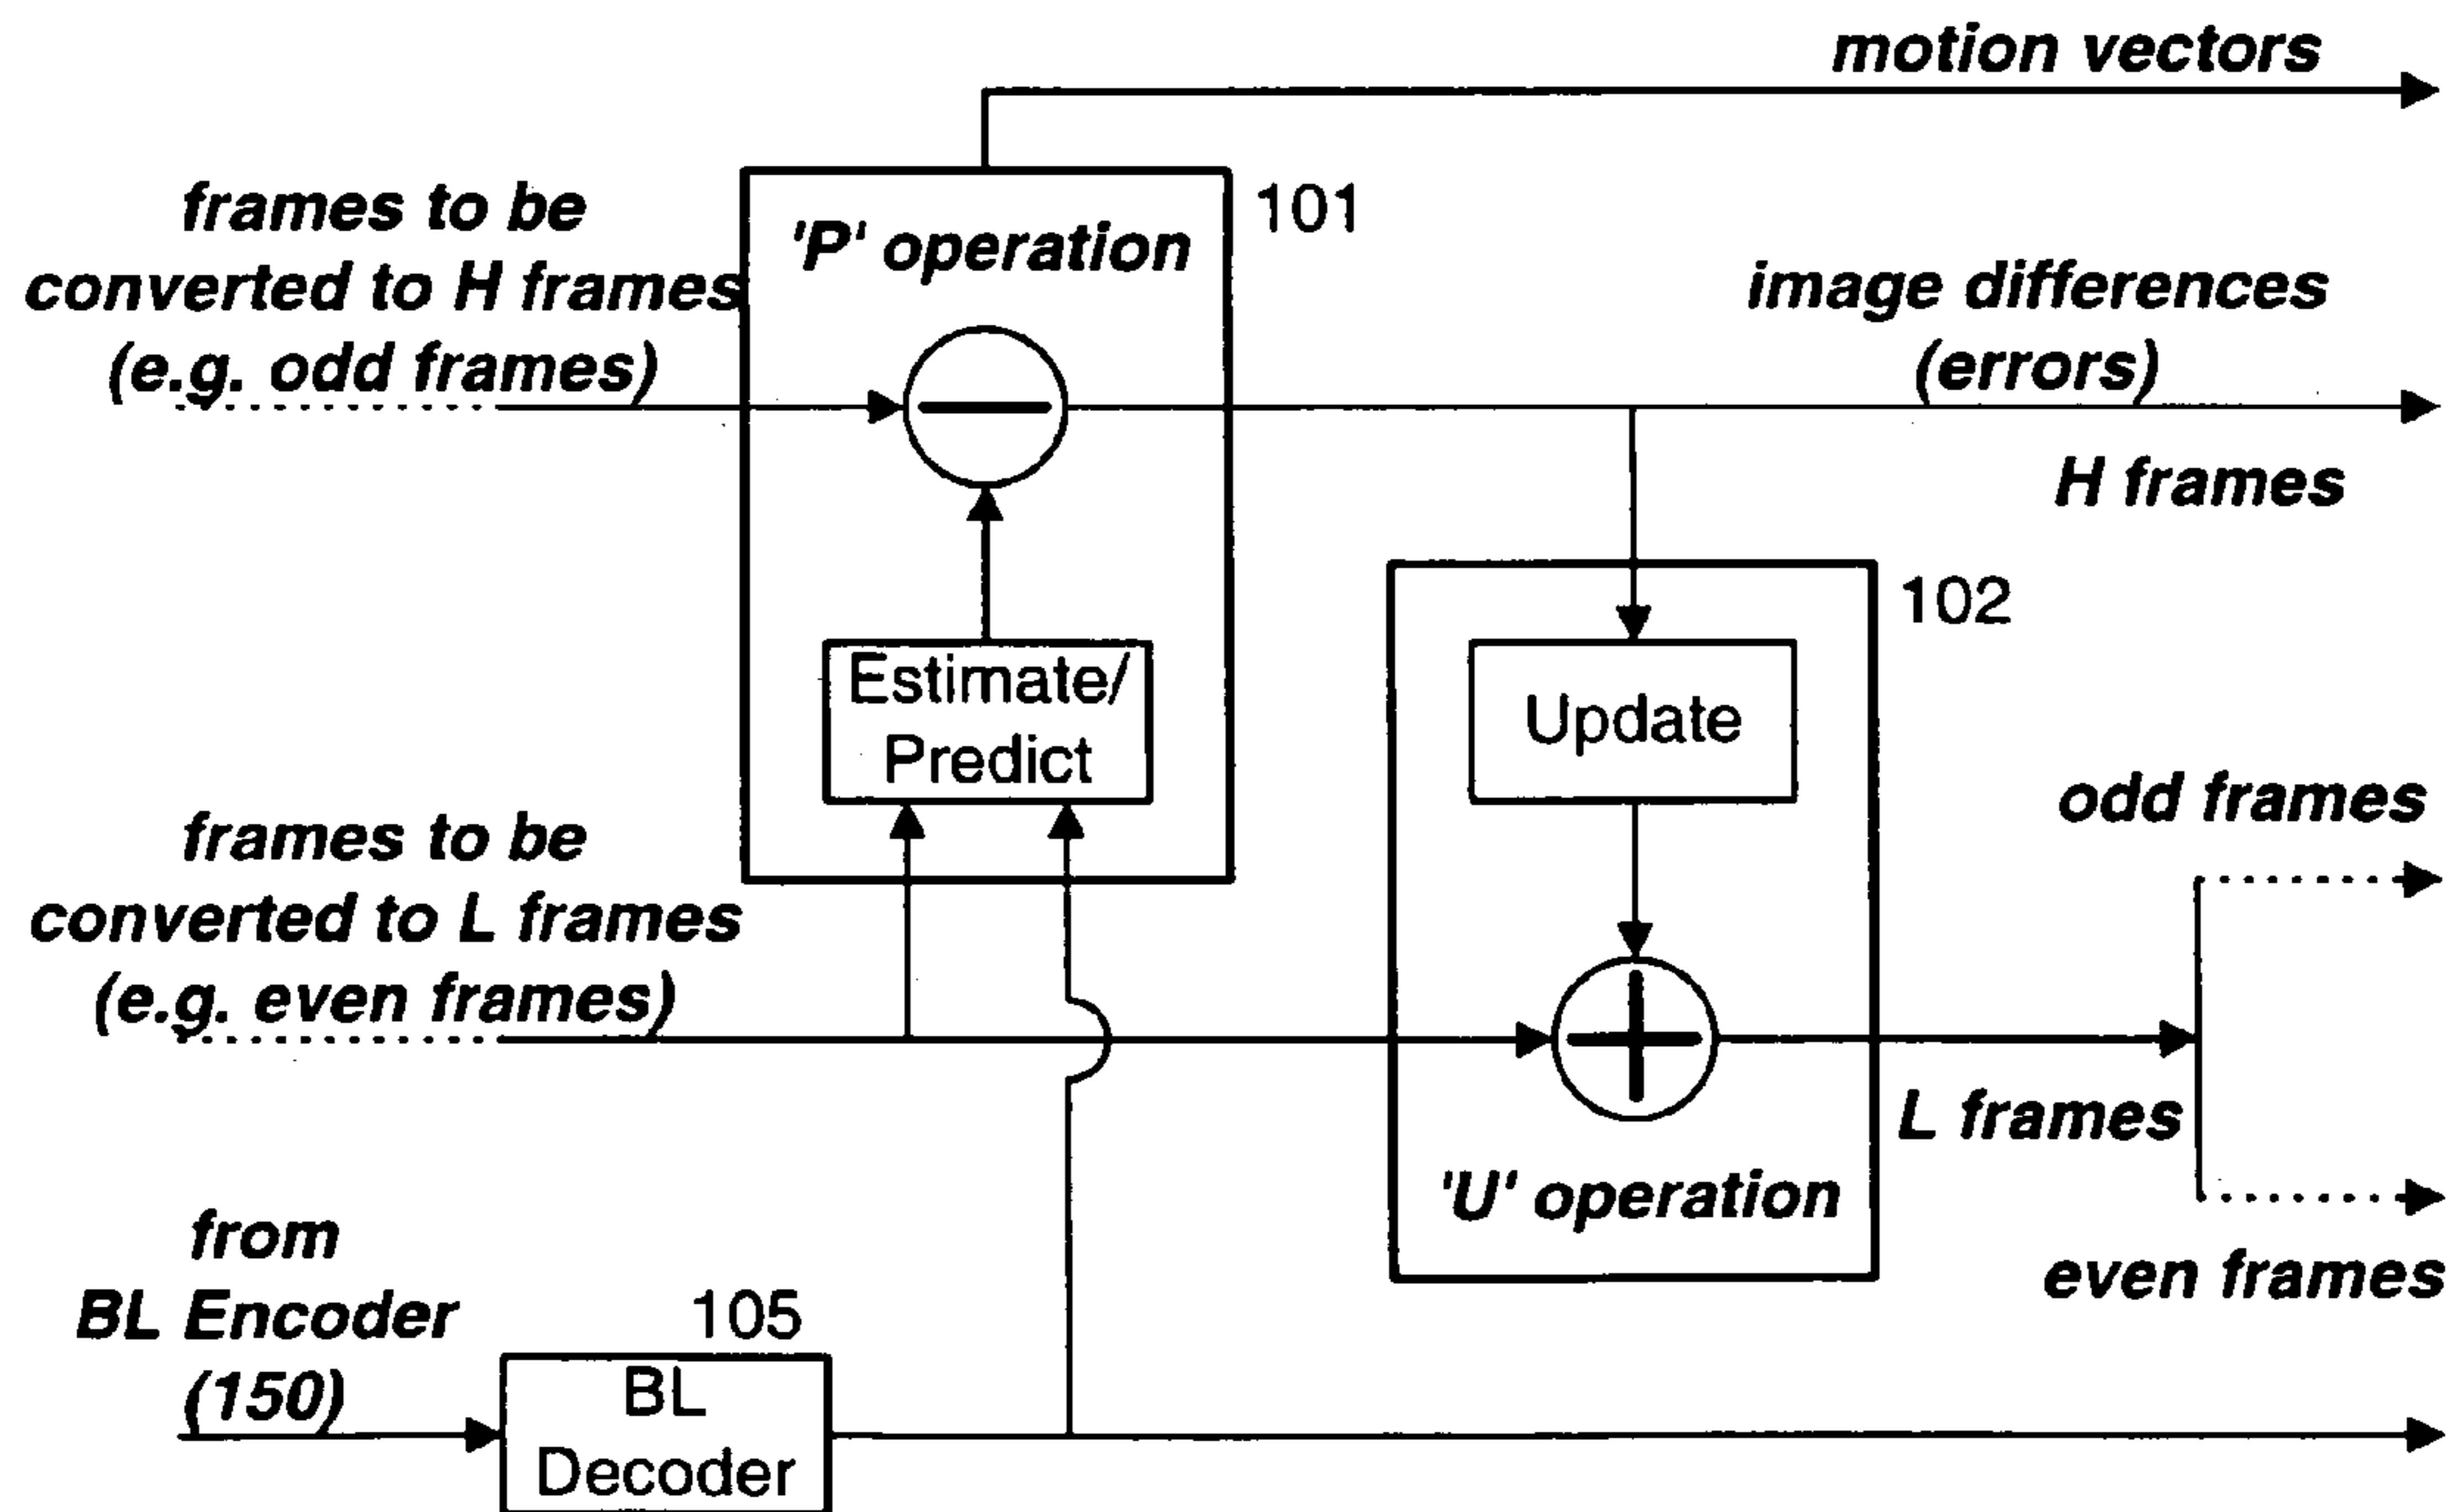 motion vectors
frames to be
converted to H frames
(e.g. odd frames)
'P' operation
101
image differences
(errors)
H frames
102
Estimate/
Predict
Update
odd frames
frames to be
converted to L frames
(e.g. even frames)
L frames
'U' operation
even frames
from
BL Encoder
(150)
105
BL
Decoder